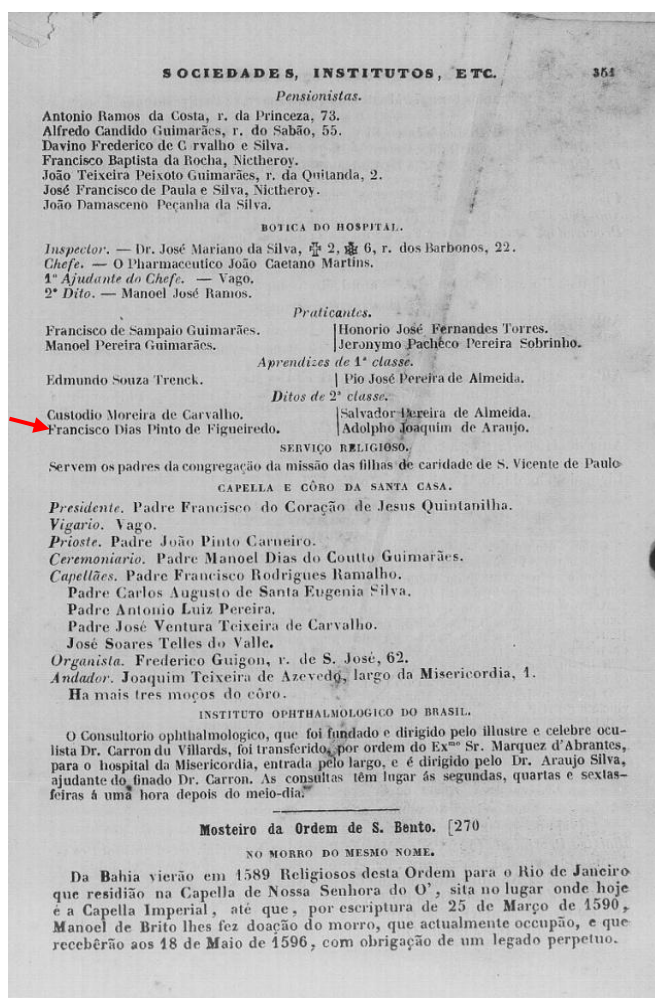 SOCIEDADES, INSTITUTOS, ETC. 351
Pensionistas.
Antonio Ramos da Costa, r. da Princeza, 73.
Alfredo Candido Guimarães, r. do Sabão, 55.
Davino Frederico de C rvalho e Silva.
Francisco Baptista da Rocha, Nictheroy.
João Teixeira Peixoto Guimarães, r. da Quitanda, 2.
José Francisco de Paula e Silva, Nictheroy.
João Damasceno Peçanha da Silva.
BOTICA DO HOSPITAL.
Inspector. — Dr. José Mariano da Silva, 2, 6, r. dos Barbonos, 22.
Chefe. — O Pharmaceutico João Caetano Martins.
1º Ajudante do Chefe. — Vago.
2º Dito. — Manoel José Ramos.
Praticantes.
Francisco de Sampaio Guimarães. | Honorio José Fernandes Torres.
Manoel Pereira Guimarães. | Jeronymo Pacheco Pereira Sobrinho.
Aprendizes de 1ª classe.
Edmundo Souza Trenck. | Pio José Pereira de Almeida.
Ditos de 2ª classe.
Custodio Moreira de Carvalho. | Salvador Pereira de Almeida.
Francisco Dias Pinto de Figueiredo. | Adolpho Joaquim de Araujo.
SERVIÇO RELIGIOSO.
Servem os padres da congregação da missão das filhas de caridade de S. Vicente de Paulo
CAPELLA E CÔRO DA SANTA CASA.
Presidente. Padre Francisco do Coração de Jesus Quintanilha.
Vigario. Vago.
Prioste. Padre João Pinto Carneiro.
Ceremoniario. Padre Manoel Dias do Coutto Guimarães.
Capellães. Padre Francisco Rodrigues Ramalho.
Padre Carlos Augusto de Santa Eugenia Silva.
Padre Antonio Luiz Pereira.
Padre José Ventura Teixeira de Carvalho.
José Soares Telles do Valle.
Organista. Frederico Guigon, r. de S. José, 62.
Andador. Joaquim Teixeira de Azevedo, largo da Misericordia, 1.
Ha mais tres moços do côro.
INSTITUTO OPHTHALMOLOGICO DO BRASIL.
O Consultorio ophthalmologico, que foi fundado e dirigido pelo illustre e celebre ocu-
lista Dr. Carron du Villards, foi transferido, por ordem do Exmo Sr. Marquez d'Abrantes,
para o hospital da Misericordia, entrada pelo largo, e é dirigido pelo Dr. Araujo Silva,
ajudante do finado Dr. Carron. As consultas têm lugar ás segundas, quartas e sextas-
feiras á uma hora depois do meio-dia.
Mosteiro da Ordem de S. Bento. [270
NO MORRO DO MESMO NOME.
Da Bahia vierão em 1589 Religiosos desta Ordem para o Rio de Janeiro
que residião na Capella de Nossa Senhora do O', sita no lugar onde hoje
é a Capella Imperial, até que, por escriptura de 25 de Março de 1590,
Manoel de Brito lhes fez doação do morro, que actualmente occupão, e que
recebêrão aos 18 de Maio de 1596, com obrigação de um legado perpetuo.